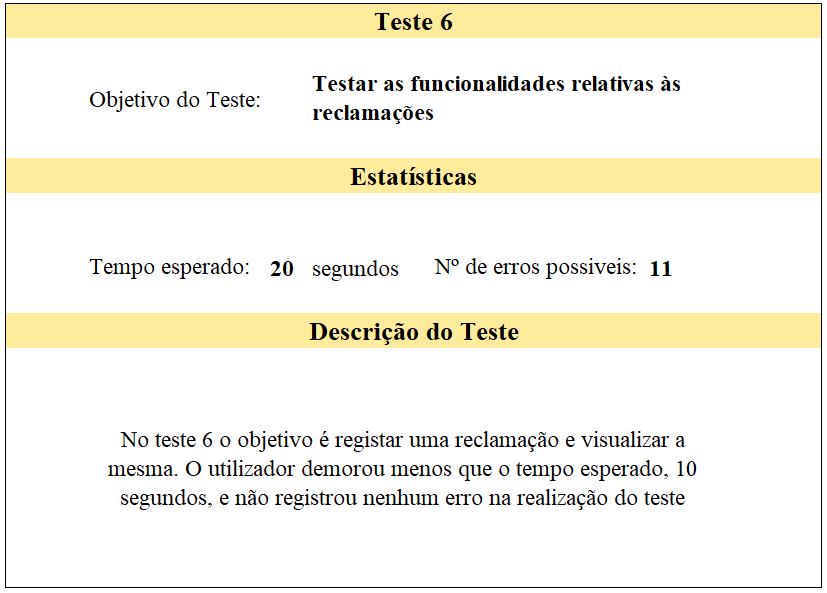 Teste 6
Objetivo do Teste:
Testar as funcionalidades relativas às
reclamações
Estatísticas
Tempo esperado: 20 segundos Nº de erros possiveis: 11
Descrição do Teste
No teste 6 o objetivo é registar uma reclamação e visualizar a
mesma. O utilizador demorou menos que o tempo esperado, 10
segundos, e não registrou nenhum erro na realização do teste